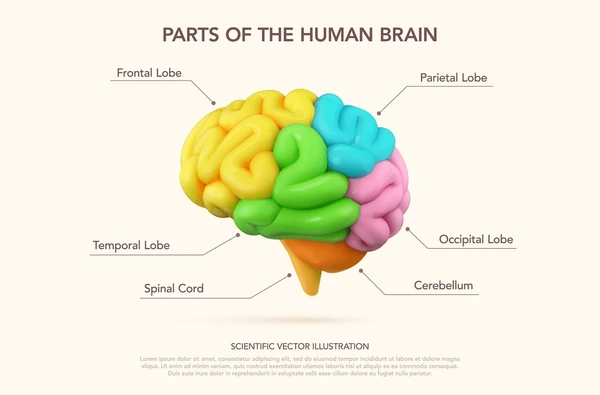 PARTS OF THE HUMAN BRAIN
Frontal Lobe
Parietal Lobe
Temporal Lobe
Occipital Lobe
Spinal Cord
Cerebellum
SCIENTIFIC VECTOR ILLUSTRATION
Lorem ipsum dolor sit amet, consectetur adipiscing elit, sed do eiusmod tempor incididunt ut labore et dolore magna
aliqua. Ut enim ad minim veniam, quis nostrud exercitation ullamco laboris nisi ut aliquip ex ea commodo consequat.
Duis aute irure dolor in reprehenderit in voluptate velit esse cillum dolore eu fugiat nulla pariatur.